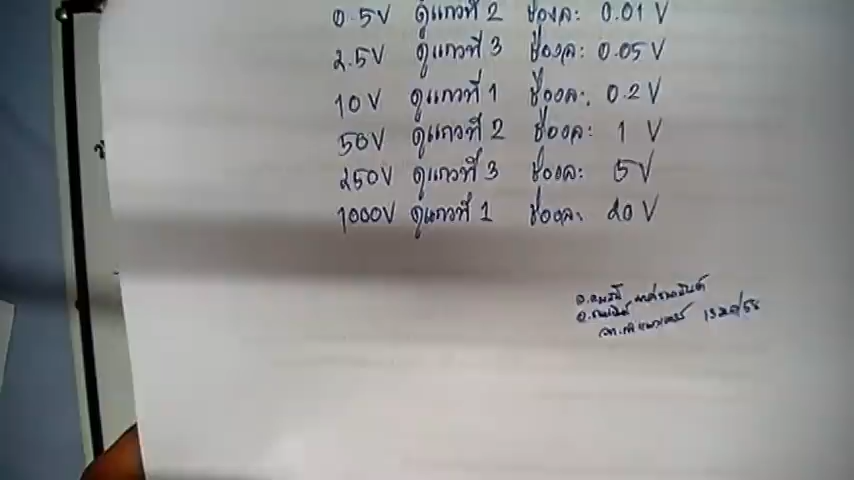 0.5V ดูแถวที่ 2 ช่องละ 0.01 V
2.5V ดูแถวที่ 3 ช่องละ 0.05 V
10 V ดูแถวที่ 1 ช่องละ 0.2 V
50V ดูแถวที่ 2 ช่องละ 1 V
250V ดูแถวที่ 3 ช่องละ 5V
1000V ดูแถวที่ 1 ช่องละ 20 V